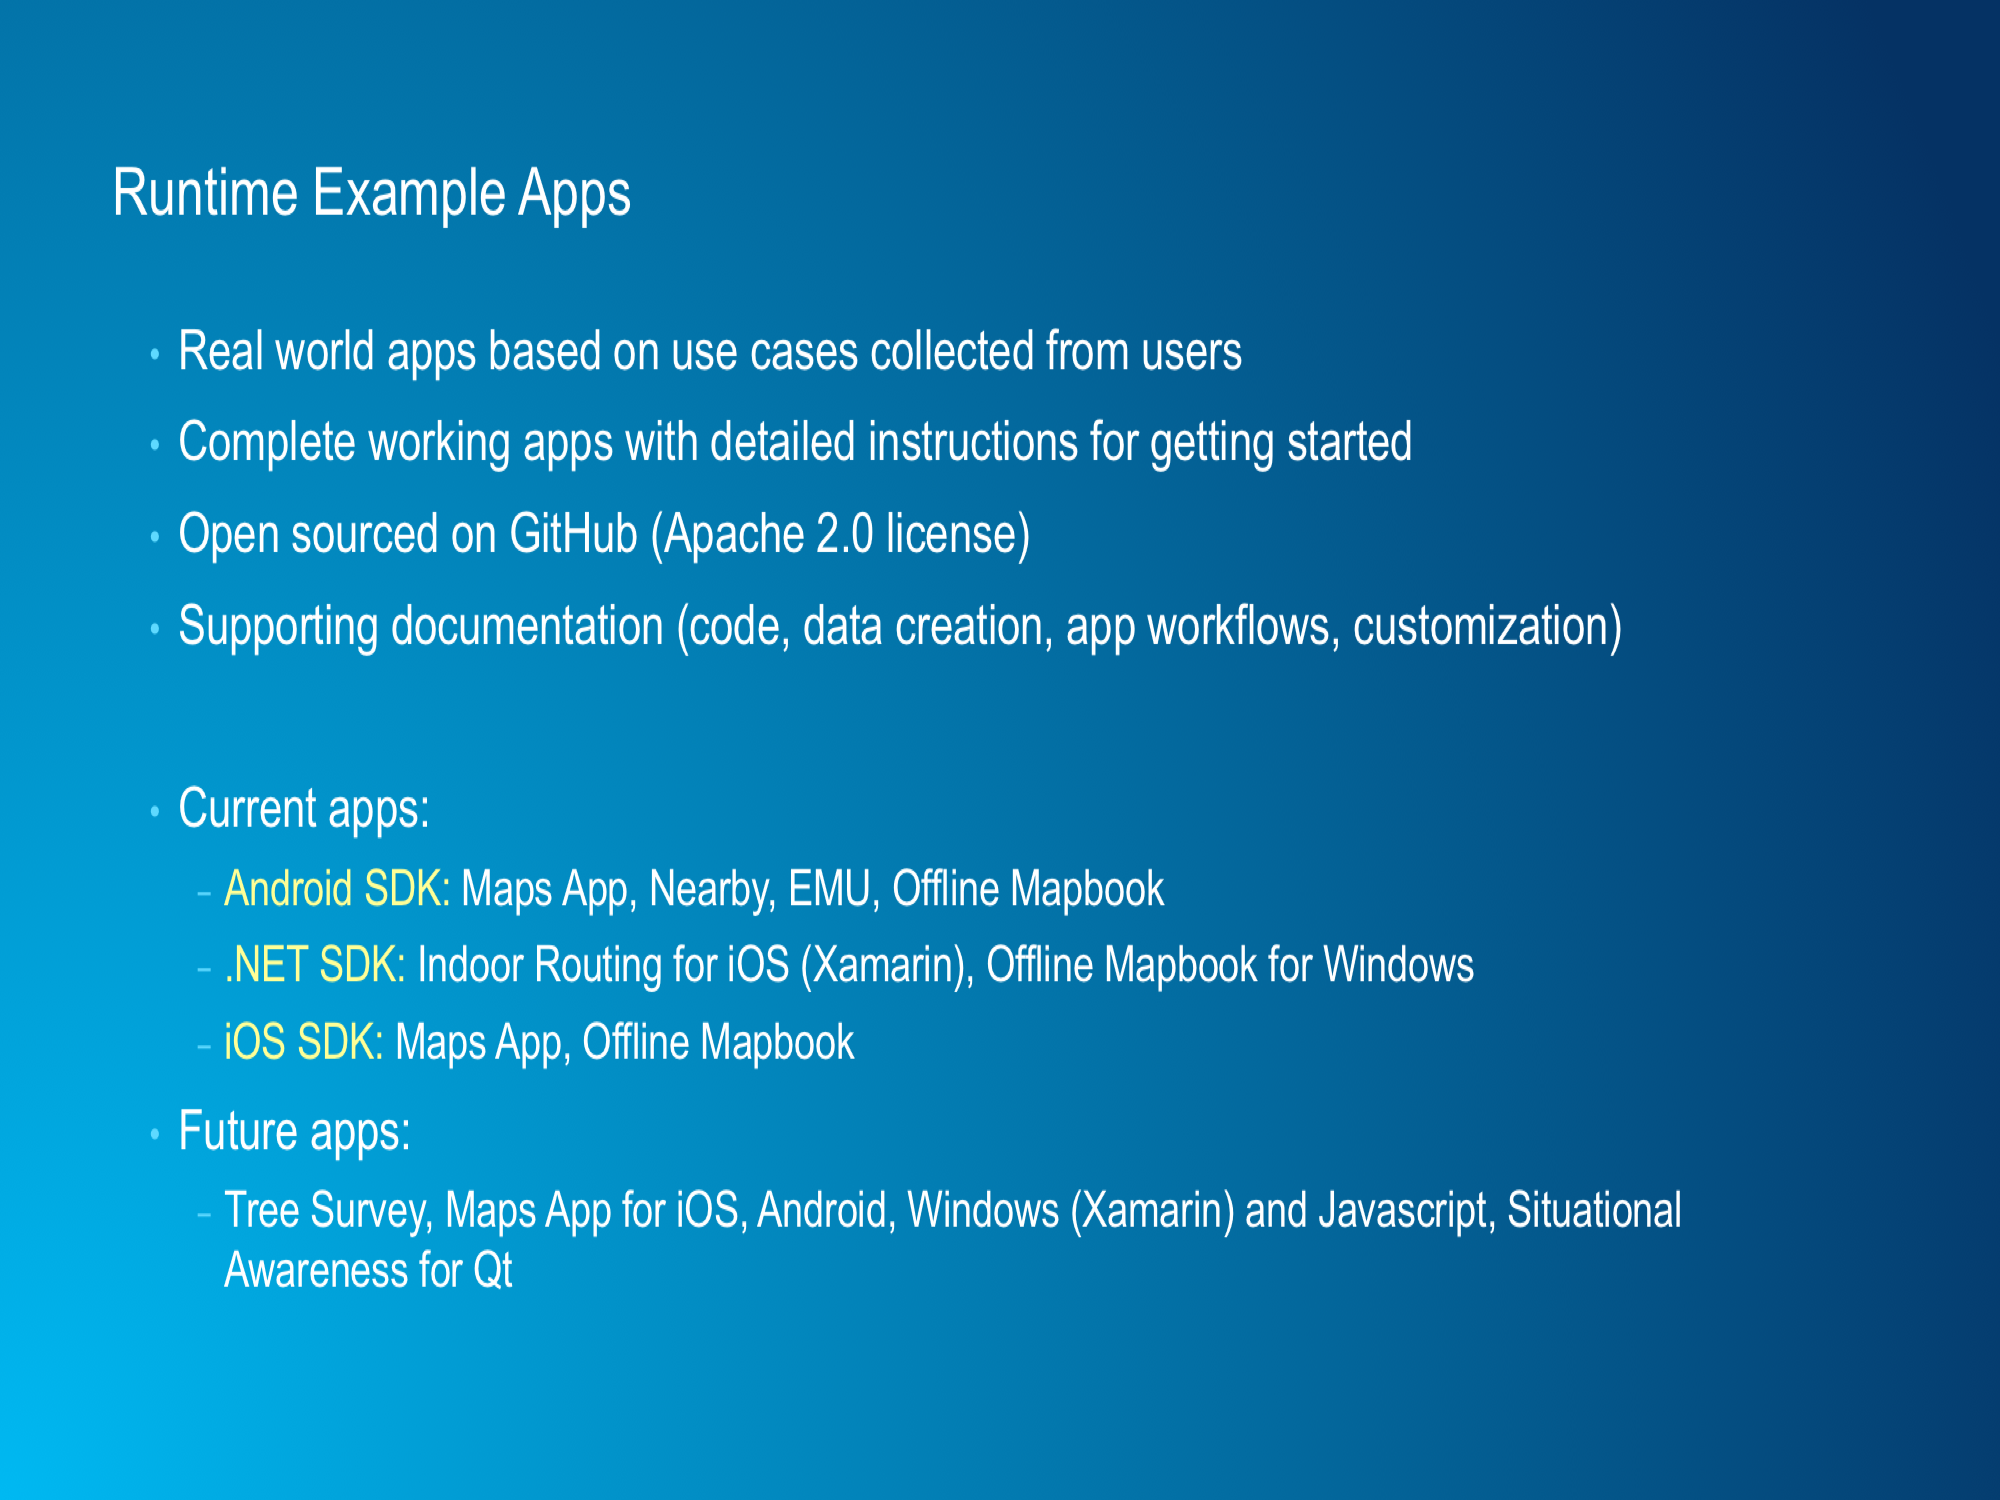 Runtime Example Apps
• Real world apps based on use cases collected from users
• Complete working apps with detailed instructions for getting started
• Open sourced on GitHub (Apache 2.0 license)
• Supporting documentation (code, data creation, app workflows, customization)
• Current apps:
– Android SDK: Maps App, Nearby, EMU, Offline Mapbook
– .NET SDK: Indoor Routing for iOS (Xamarin), Offline Mapbook for Windows
– iOS SDK: Maps App, Offline Mapbook
• Future apps:
– Tree Survey, Maps App for iOS, Android, Windows (Xamarin) and Javascript, Situational
Awareness for Qt